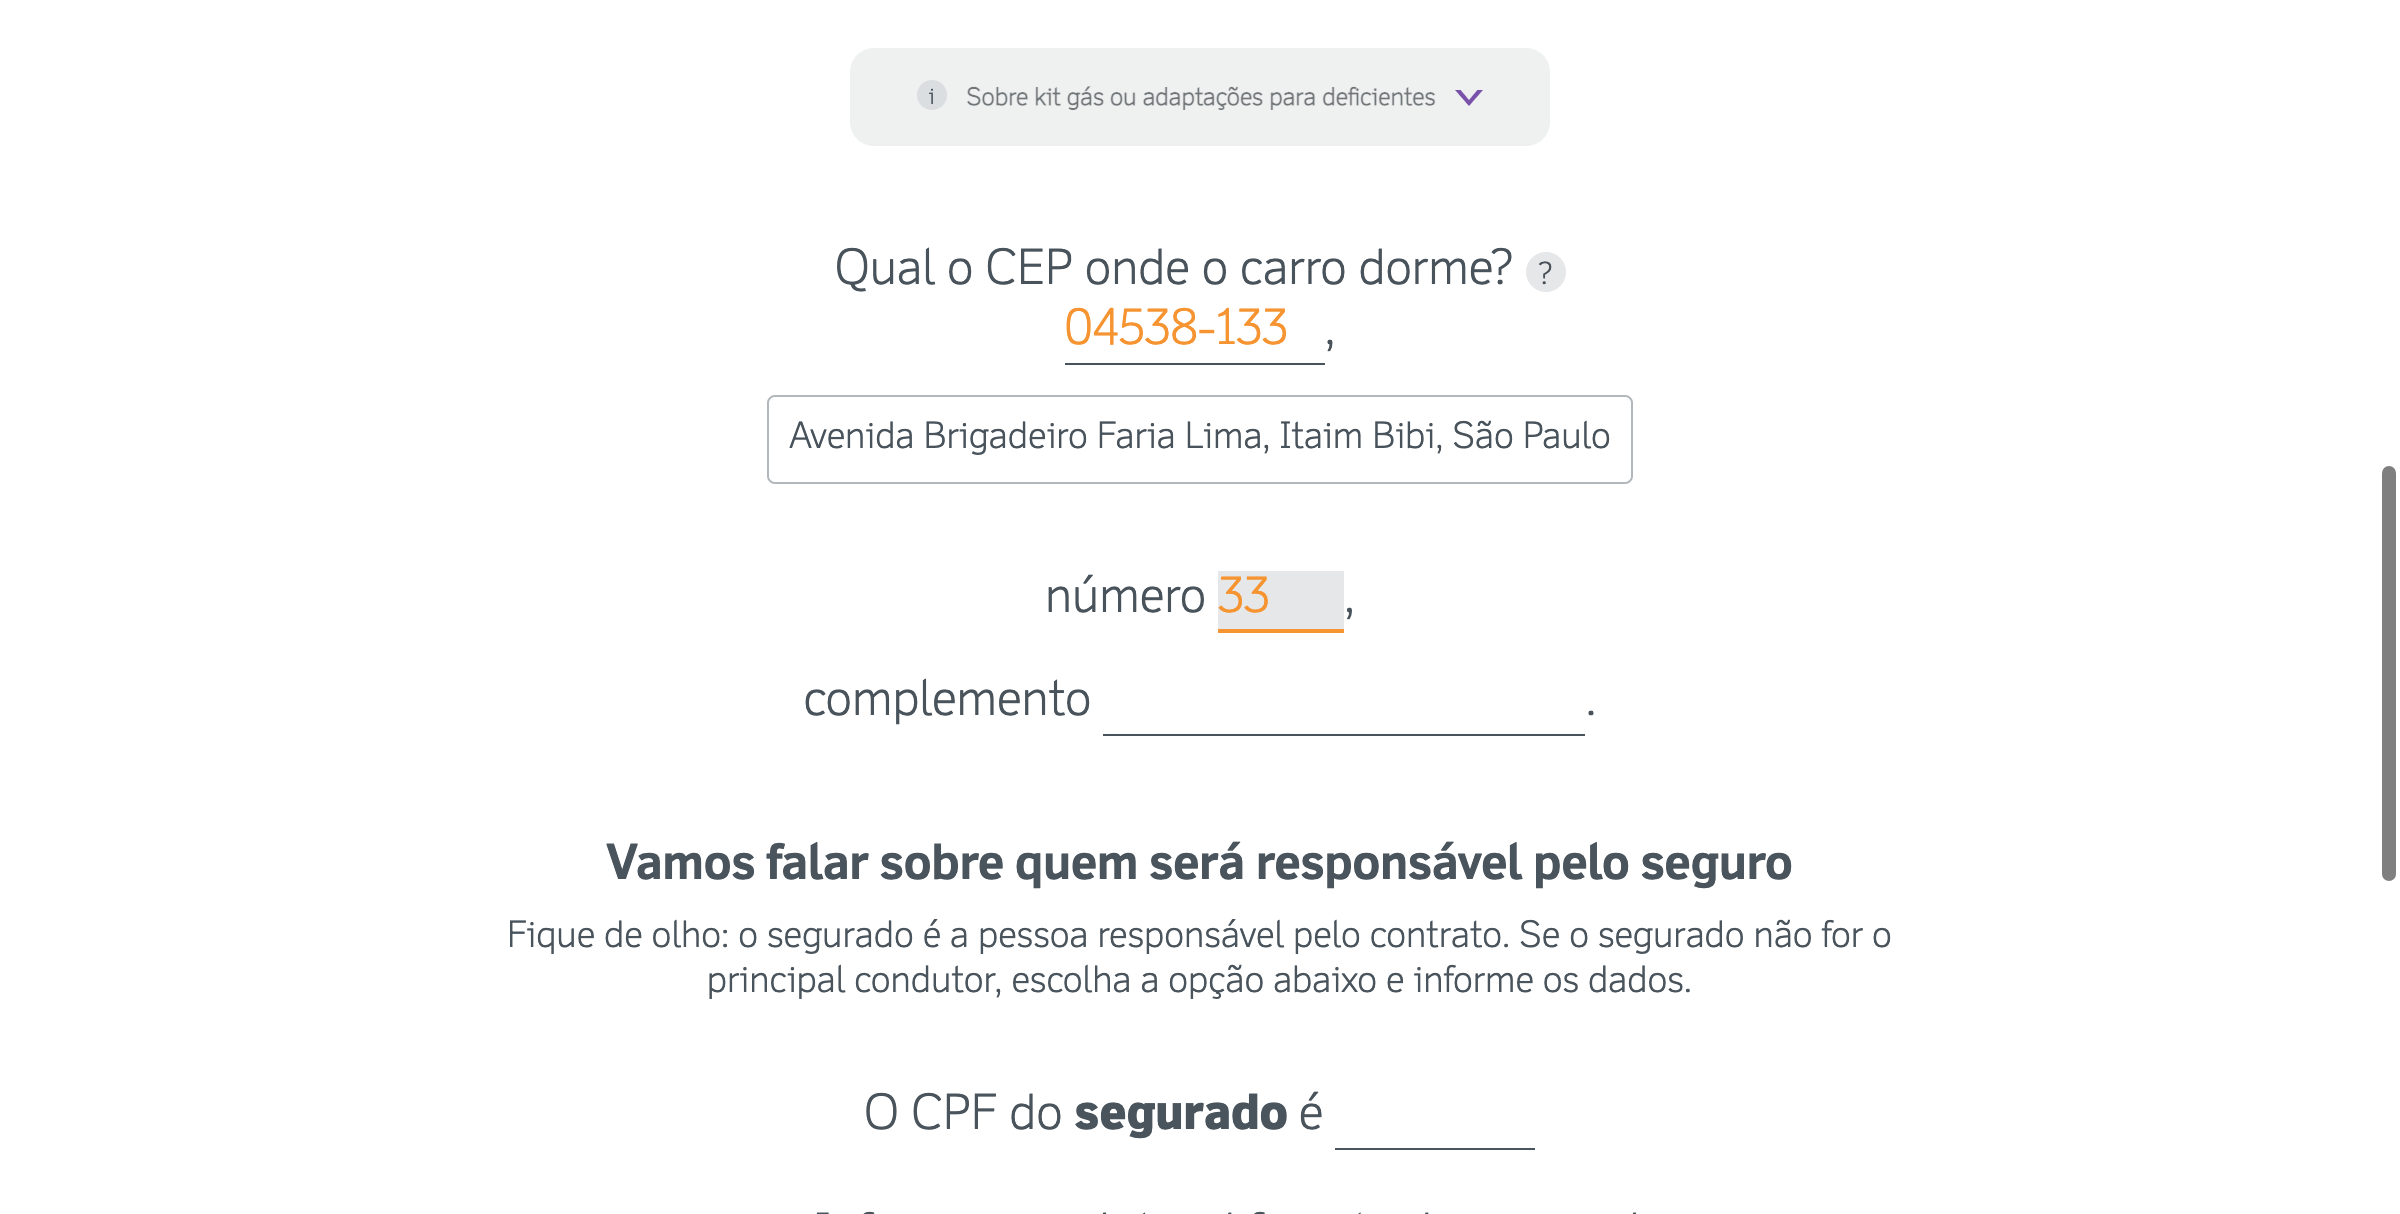 i Sobre kit gás ou adaptações para deficientes
Qual o CEP onde o carro dorme? ?
04538-133 ,
Avenida Brigadeiro Faria Lima, Itaim Bibi, São Paulo
número 33 ,
complemento .
Vamos falar sobre quem será responsável pelo seguro
Fique de olho: o segurado é a pessoa responsável pelo contrato. Se o segurado não for o
principal condutor, escolha a opção abaixo e informe os dados.
O CPF do segurado é